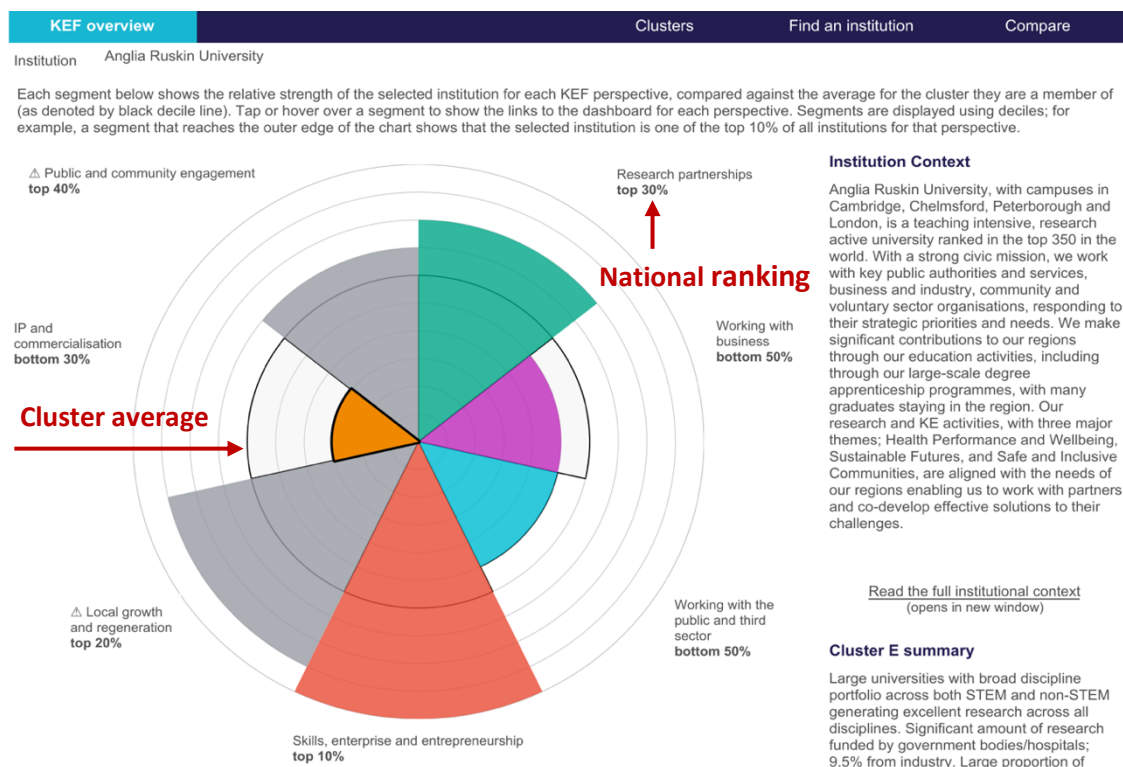 KEF overview
Clusters
Find an institution
Compare
Institution
Anglia Ruskin University
Each segment below shows the relative strength of the selected institution for each KEF perspective, compared against the average for the cluster they are a member of
(as denoted by black decile line). Tap or hover over a segment to show the links to the dashboard for each perspective. Segments are displayed using deciles; for
example, a segment that reaches the outer edge of the chart shows that the selected institution is one of the top 10% of all institutions for that perspective.
⚠ Public and community engagement
top 40%
Research partnerships
top 30%
National ranking
IP and
commercialisation
bottom 30%
Working with
business
bottom 50%
Cluster average
⚠ Local growth
and regeneration
top 20%
Working with the
public and third
sector
bottom 50%
Skills, enterprise and entrepreneurship
top 10%
Institution Context
Anglia Ruskin University, with campuses in
Cambridge, Chelmsford, Peterborough and
London, is a teaching intensive, research
active university ranked in the top 350 in the
world. With a strong civic mission, we work
with key public authorities and services,
business and industry, community and
voluntary sector organisations, responding to
their strategic priorities and needs. We make
significant contributions to our regions
through our education activities, including
through our large-scale degree
apprenticeship programmes, with many
graduates staying in the region. Our
research and KE activities, with three major
themes; Health Performance and Wellbeing,
Sustainable Futures, and Safe and Inclusive
Communities, are aligned with the needs of
our regions enabling us to work with partners
and co-develop effective solutions to their
challenges.
Read the full institutional context
(opens in new window)
Cluster E summary
Large universities with broad discipline
portfolio across both STEM and non-STEM
generating excellent research across all
disciplines. Significant amount of research
funded by government bodies/hospitals;
9.5% from industry. Large proportion of